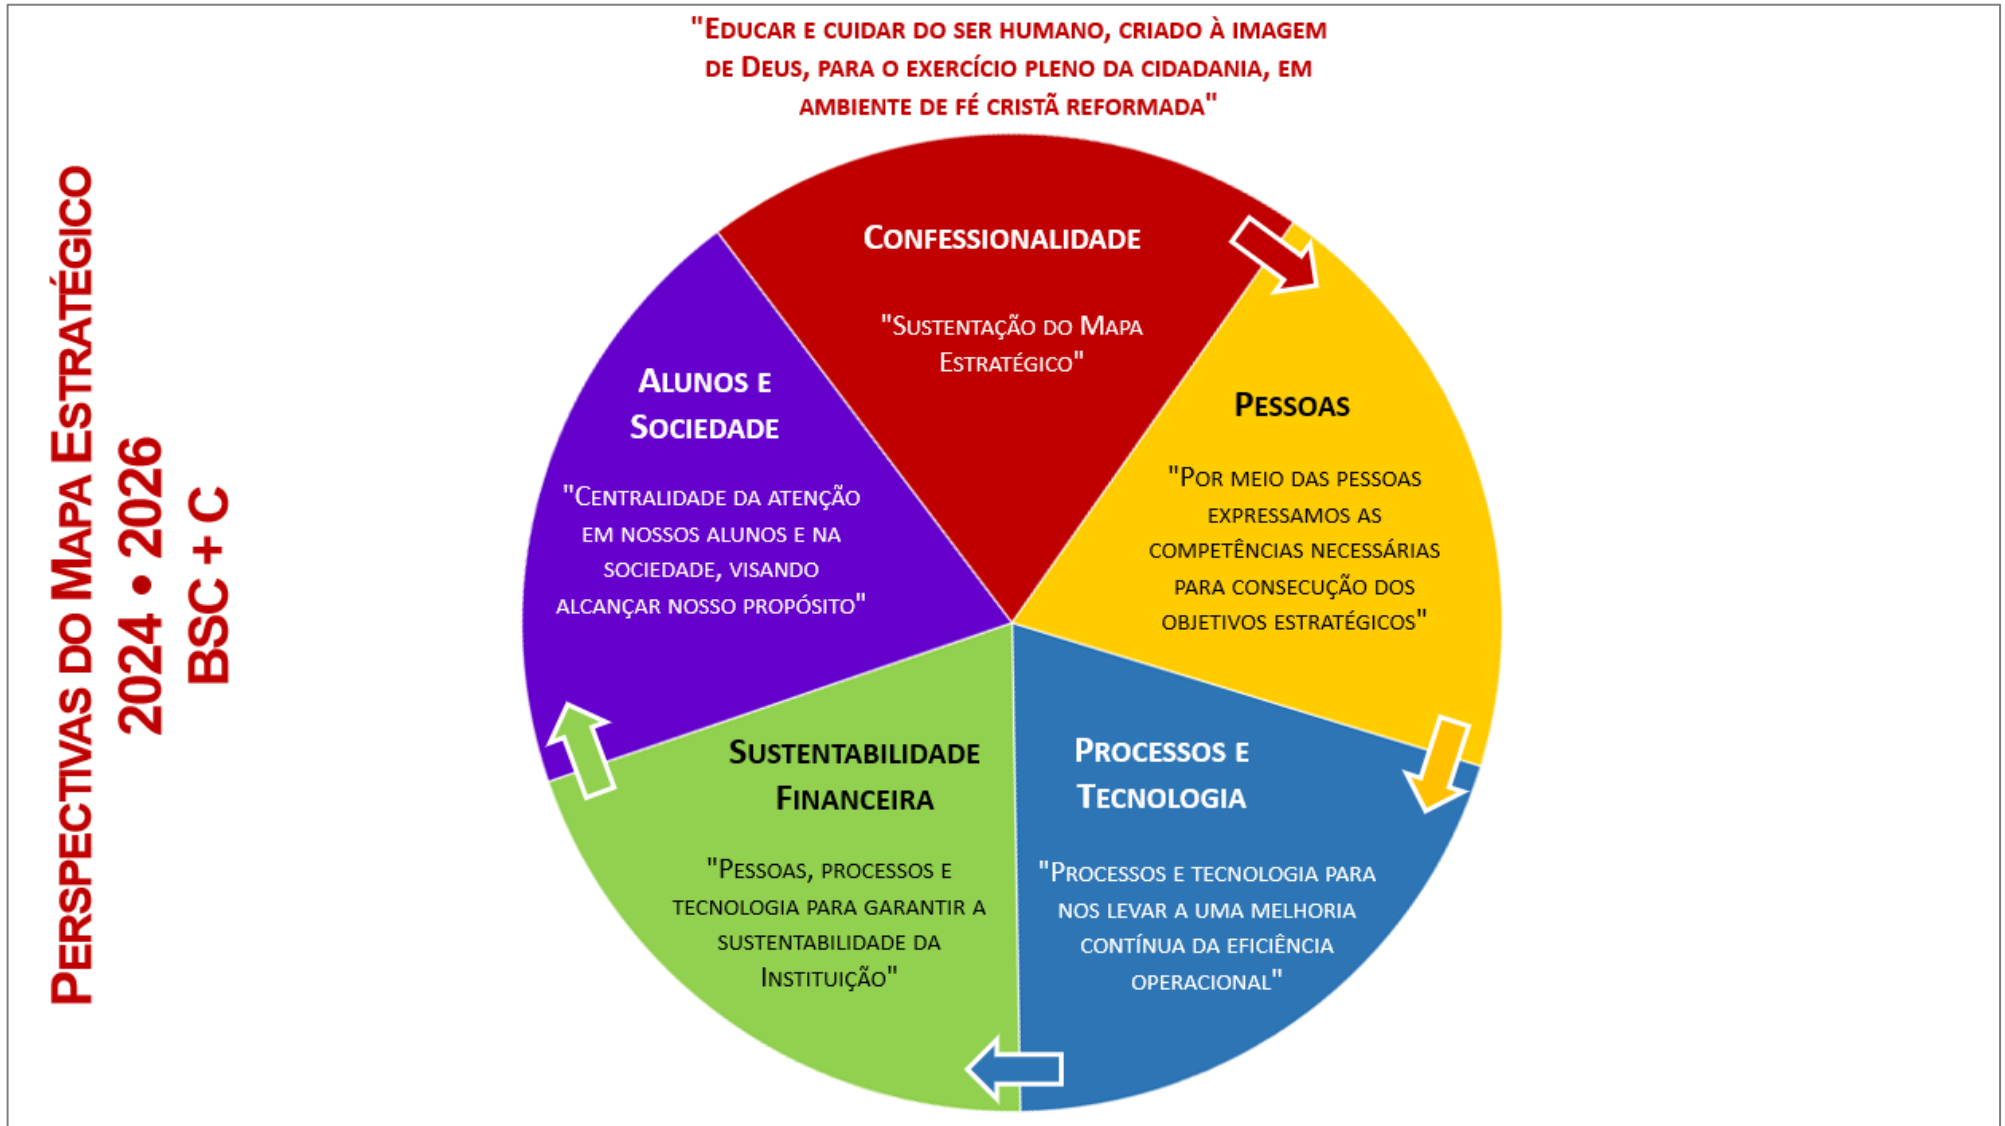 "Educar e cuidar do ser humano, criado à imagem
de Deus, para o exercício pleno da cidadania, em
ambiente de fé cristã reformada"
Perspectivas do Mapa Estratégico
2024 • 2026
BSC + C
Confessionalidade
"Sustentação do Mapa
Estratégico"
Pessoas
"Por meio das pessoas
expressamos as
competências necessárias
para consecução dos
objetivos estratégicos"
Processos e
Tecnologia
"Processos e tecnologia para
nos levar a uma melhoria
contínua da eficiência
operacional"
Sustentabilidade
Financeira
"Pessoas, processos e
tecnologia para garantir a
sustentabilidade da
Instituição"
Alunos e
Sociedade
"Centralidade da atenção
em nossos alunos e na
sociedade, visando
alcançar nosso propósito"